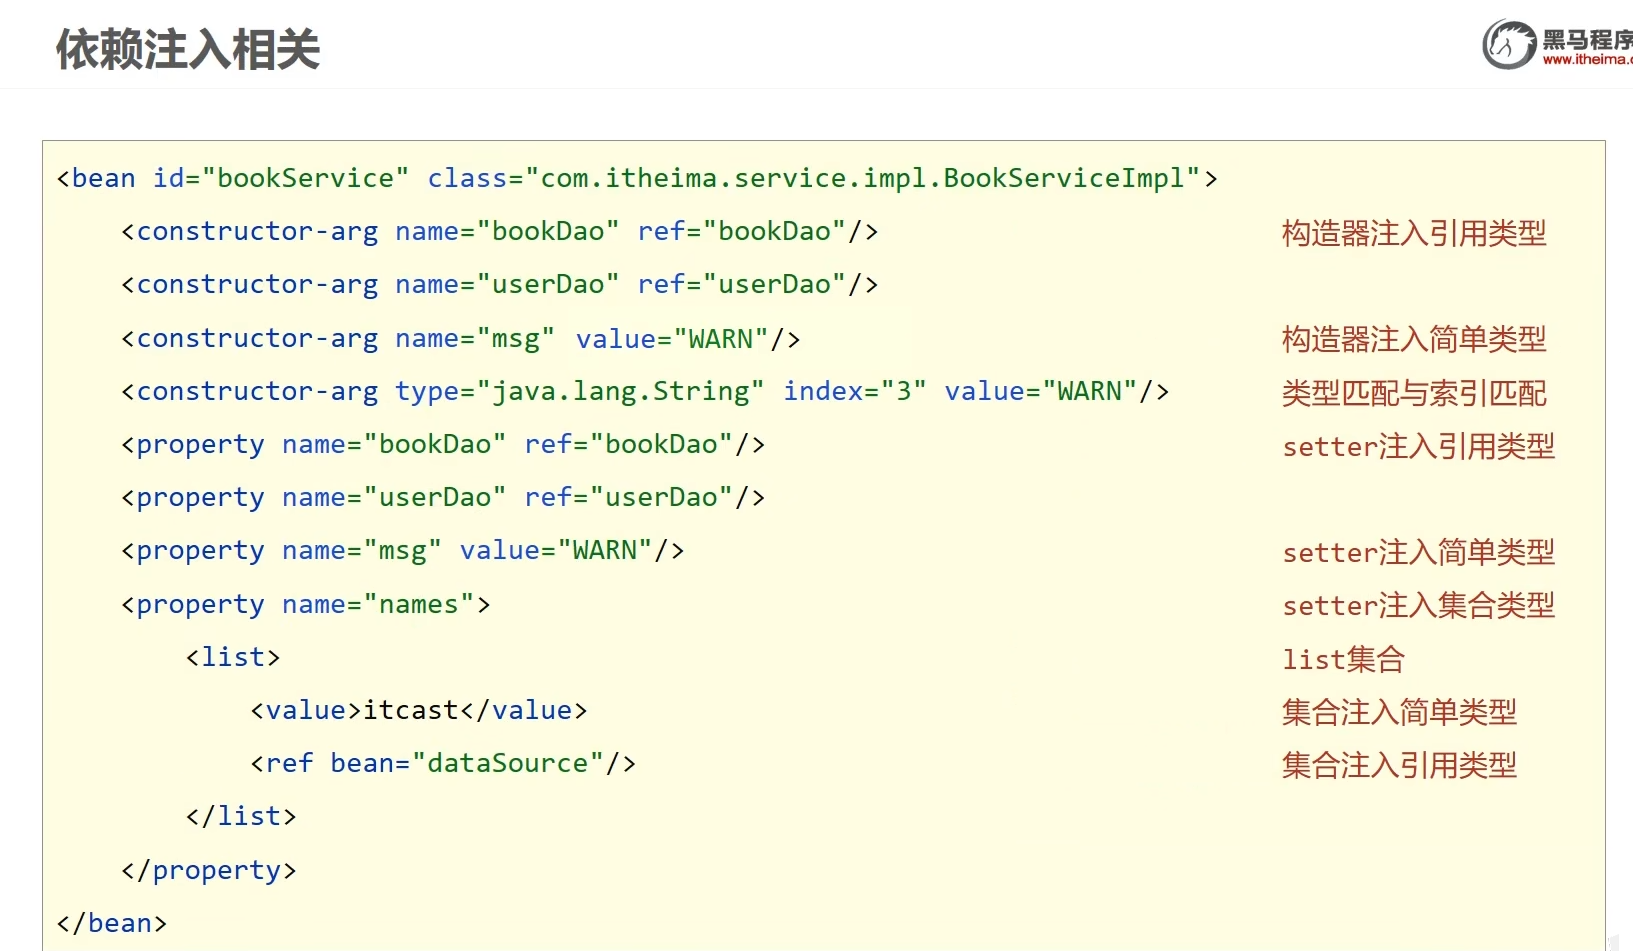 依赖注入相关
黑马程序
www.itheima.
<bean id="bookService" class="com.itheima.service.impl.BookServiceImpl">
<constructor-arg name="bookDao" ref="bookDao"/> 构造器注入引用类型
<constructor-arg name="userDao" ref="userDao"/>
<constructor-arg name="msg" value="WARN"/> 构造器注入简单类型
<constructor-arg type="java.lang.String" index="3" value="WARN"/> 类型匹配与索引匹配
<property name="bookDao" ref="bookDao"/> setter注入引用类型
<property name="userDao" ref="userDao"/>
<property name="msg" value="WARN"/> setter注入简单类型
<property name="names"> setter注入集合类型
<list> list集合
<value>itcast</value> 集合注入简单类型
<ref bean="dataSource"/> 集合注入引用类型
</list>
</property>
</bean>